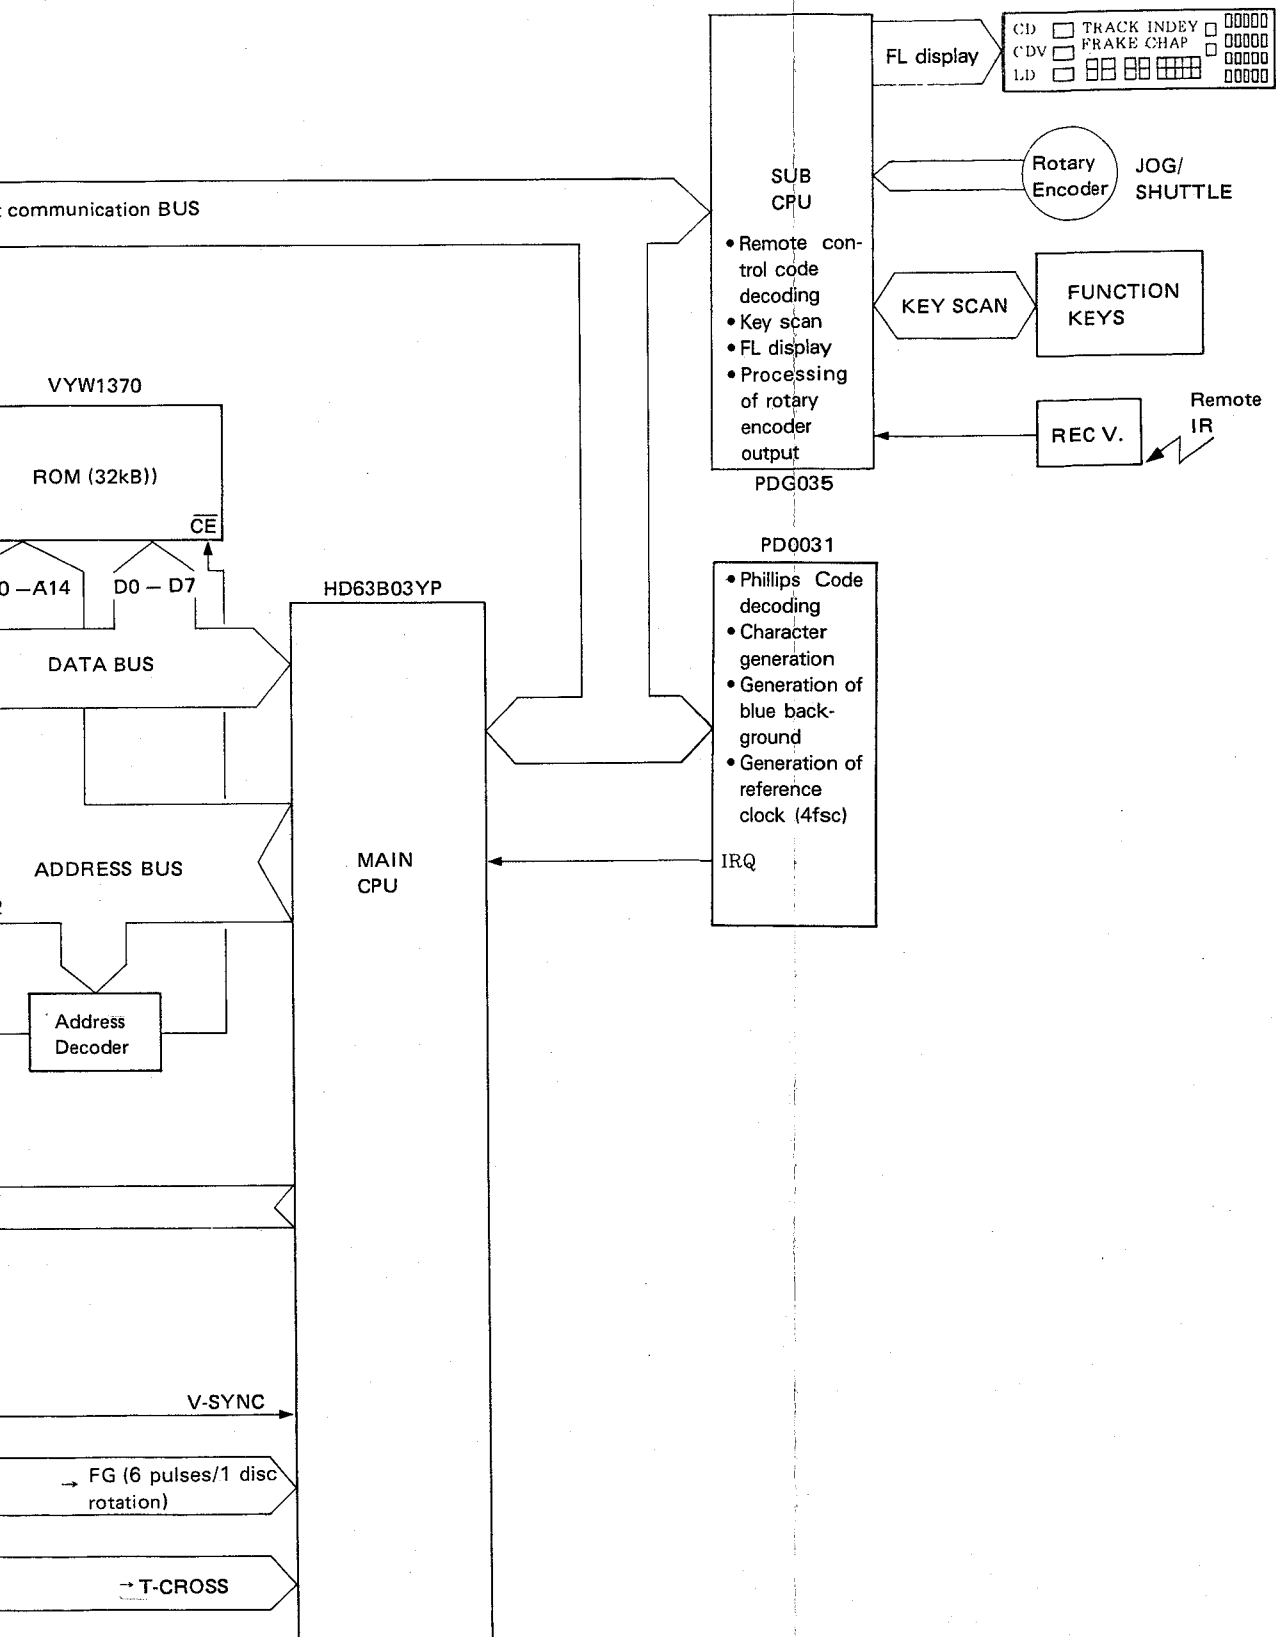 CD TRACK INDEY
CDV FRAKE CHAP
LD
FL display
SUB
CPU
Rotary
Encoder
JOG/
SHUTTLE
communication BUS
• Remote con-
trol code
decoding
• Key scan
• FL display
• Processing
of rotary
encoder
output
KEY SCAN
FUNCTION
KEYS
VYW1370
Remote
IR
REC V.
ROM (32kB))
PDG035
CE
PD0031
0 – A14
D0 – D7
HD63B03YP
• Phillips Code
decoding
• Character
generation
• Generation of
blue back-
ground
• Generation of
reference
clock (4fsc)
DATA BUS
ADDRESS BUS
MAIN
CPU
IRQ
Address
Decoder
V-SYNC
→ FG (6 pulses/1 disc
rotation)
→ T-CROSS